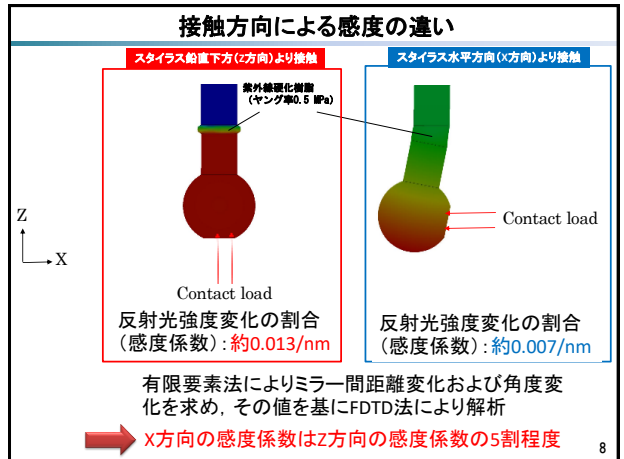 接触方向による感度の違い
スタイラス鉛直下方(Z方向)より接触
スタイラス水平方向(X方向)より接触
紫外線硬化樹脂
(ヤング率0.5 MPa)
Z
X
Contact load
Contact load
反射光強度変化の割合
(感度係数):約0.013/nm
反射光強度変化の割合
(感度係数):約0.007/nm
有限要素法によりミラー間距離変化および角度変
化を求め，その値を基にFDTD法により解析
X方向の感度係数はZ方向の感度係数の5割程度
8